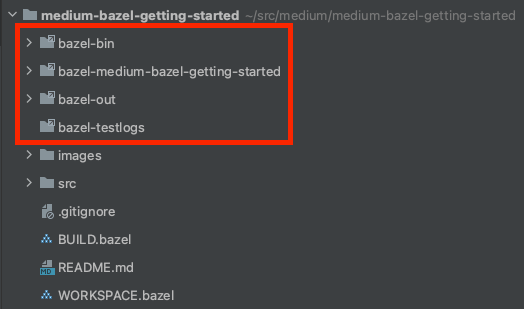 medium-bazel-getting-started ~/src/medium/medium-bazel-getting-started
bazel-bin
bazel-medium-bazel-getting-started
bazel-out
bazel-testlogs
images
src
.gitignore
BUILD.bazel
MD README.md
WORKSPACE.bazel